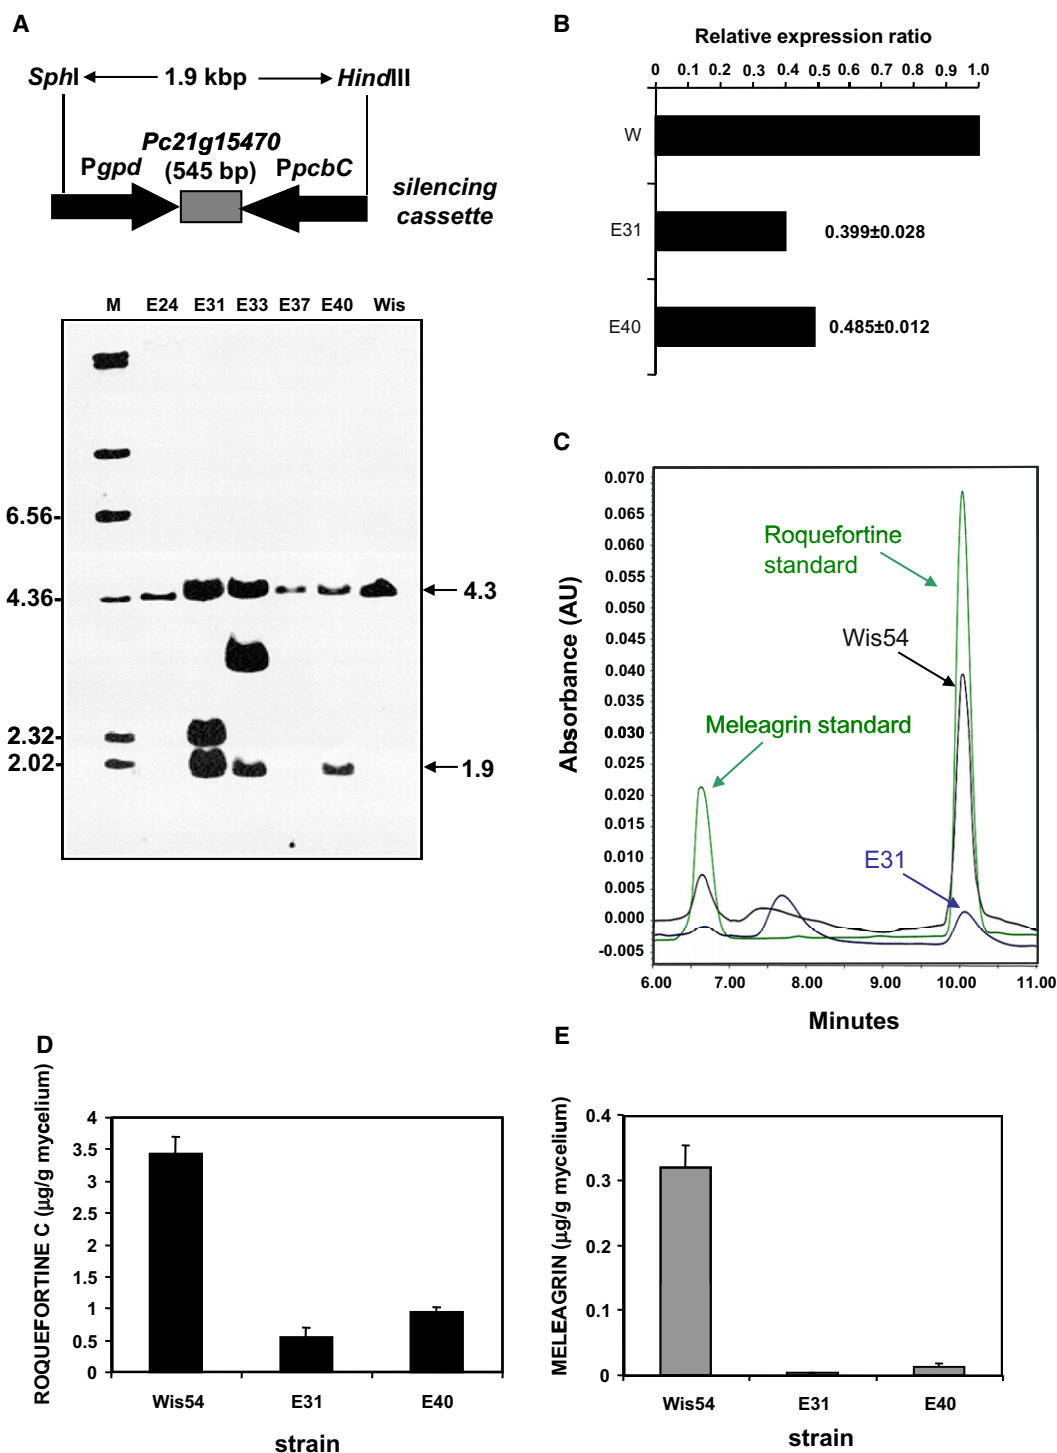 A
SphI 1.9 kbp HindIII
Pc21g15470
Pgpd (545 bp) PpcbC
silencing
cassette
M E24 E31 E33 E37 E40 Wis
6.56
4.36
2.32
2.02
4.3
1.9
B
Relative expression ratio
0 0.1 0.2 0.3 0.4 0.5 0.6 0.7 0.8 0.9 1.0
W
E31
0.399±0.028
E40
0.485±0.012
C
Absorbance (AU)
0.070
0.065
0.060
0.055
0.050
0.045
0.040
0.035
0.030
0.025
0.020
0.015
0.010
0.005
0.000
-0.005
Roquefortine
standard
Wis54
Meleagrin standard
E31
6.00 7.00 8.00 9.00 10.00 11.00
Minutes
D
ROQUEFORTINE C (µg/g mycelium)
4
3.5
3
2.5
2
1.5
1
0.5
0
Wis54 E31 E40
strain
E
MELEAGRIN (µg/g mycelium)
0.4
0.3
0.2
0.1
0
Wis54 E31 E40
strain